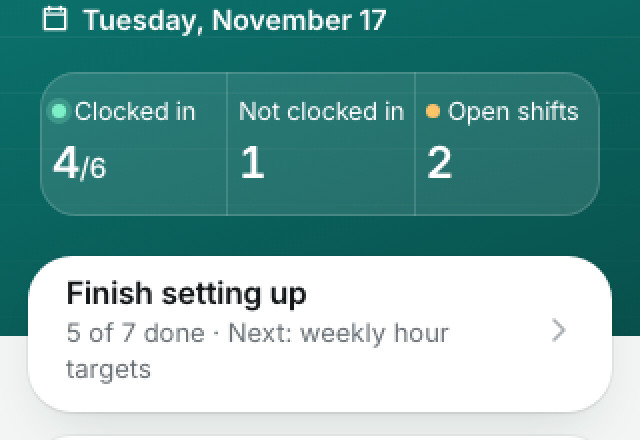 Tuesday, November 17
Clocked in
4/6
Not clocked in
1
Open shifts
2
Finish setting up
5 of 7 done · Next: weekly hour
targets